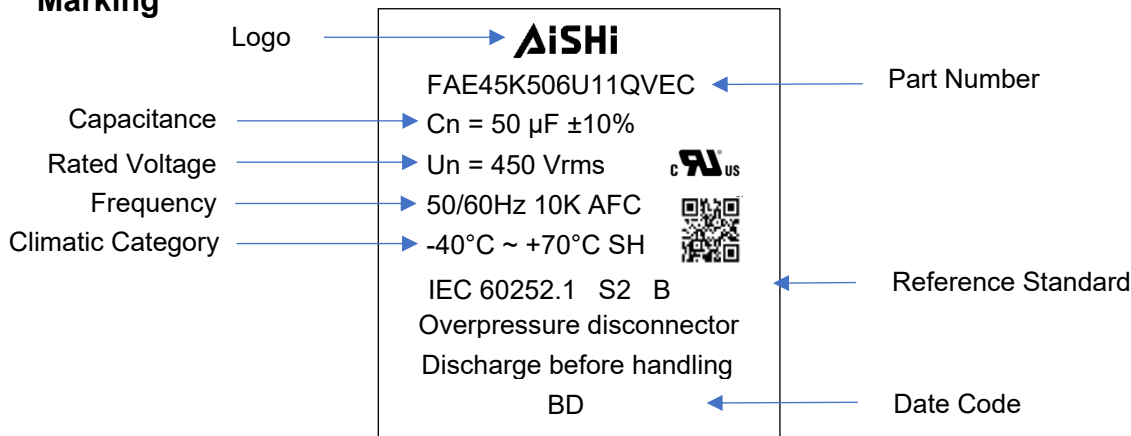 Marking
Logo
AiSHi
FAE45K506U11QVEC
Part Number
Capacitance
Cn = 50 µF ±10%
Rated Voltage
Un = 450 Vrms
c RU us
Frequency
50/60Hz 10K AFC
Climatic Category
-40°C ~ +70°C SH
IEC 60252.1 S2 B
Reference Standard
Overpressure disconnector
Discharge before handling
BD
Date Code